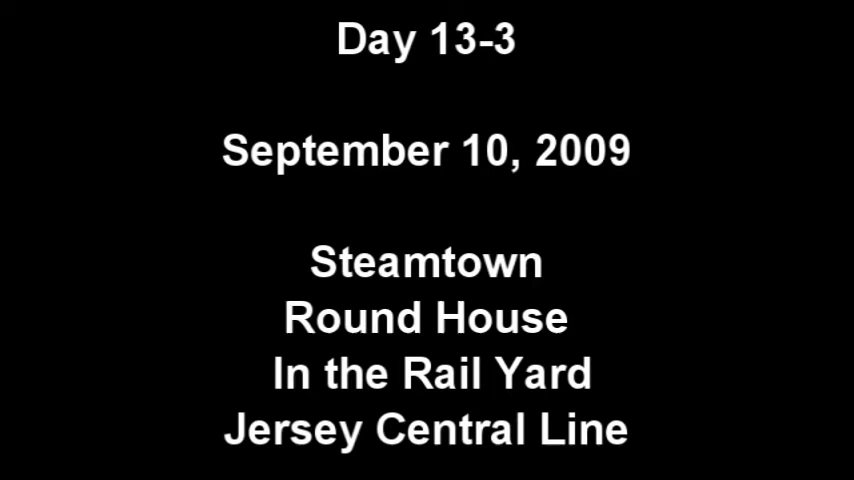 Day 13-3
September 10, 2009
Steamtown
Round House
In the Rail Yard
Jersey Central Line